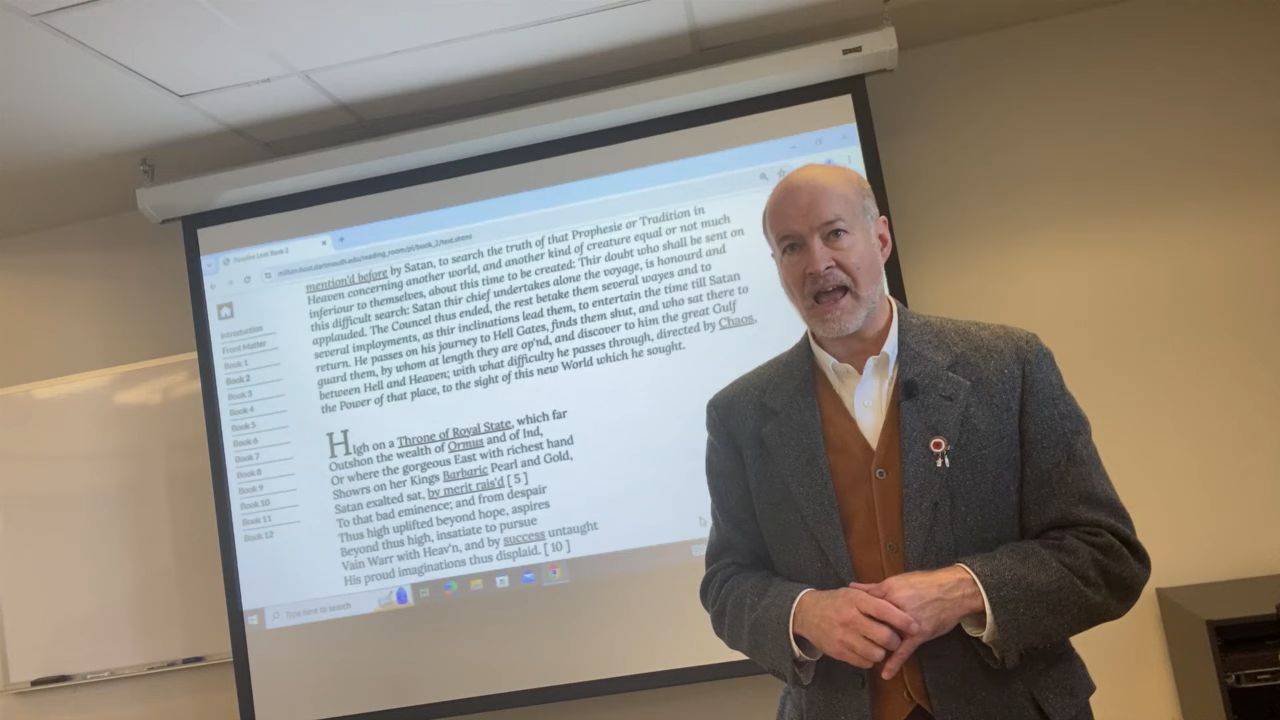 Paradise Lost: Book 2
milton.host.dartmouth.edu/reading_room/pl/book_2/text.shtml
Introduction
Front Matter
Book 1
Book 2
Book 3
Book 4
Book 5
Book 6
Book 7
Book 8
Book 9
Book 10
Book 11
Book 12
mention'd before by Satan, to search the truth of that Prophesie or Tradition in
Heaven concerning another world, and another kind of creature equal or not much
inferiour to themselves, about this time to be created: Thir doubt who shall be sent on
this difficult search: Satan thir chief undertakes alone the voyage, is honourd and
applauded. The Councel thus ended, the rest betake them several wayes and to
several imployments, as thir inclinations lead them, to entertain the time till Satan
return. He passes on his journey to Hell Gates, finds them shut, and who sat there to
guard them, by whom at length they are op'nd, and discover to him the great Gulf
between Hell and Heaven; with what difficulty he passes through, directed by Chaos,
the Power of that place, to the sight of this new World which he sought.
HIgh on a Throne of Royal State, which far
Outshon the wealth of Ormus and of Ind,
Or where the gorgeous East with richest hand
Showrs on her Kings Barbaric Pearl and Gold,
Satan exalted sat, by merit rais'd [ 5 ]
To that bad eminence; and from despair
Thus high uplifted beyond hope, aspires
Beyond thus high, insatiate to pursue
Vain Warr with Heav'n, and by success untaught
His proud imaginations thus displaid. [ 10 ]
Type here to search